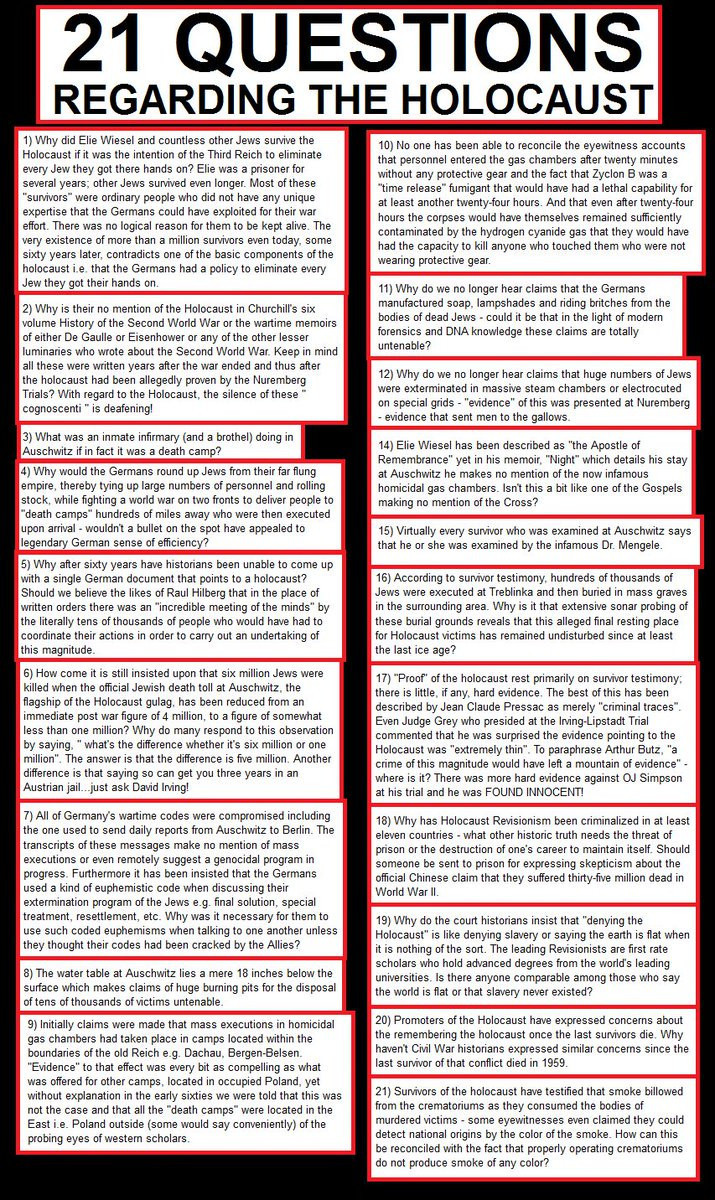 21 QUESTIONS
REGARDING THE HOLOCAUST
1) Why did Elie Wiesel and countless other Jews survive the
Holocaust if it was the intention of the Third Reich to eliminate
every Jew they got there hands on? Elie was a prisoner for
several years; other Jews survived even longer. Most of these
"survivors" were ordinary people who did not have any unique
expertise that the Germans could have exploited for their war
effort. There was no logical reason for them to be kept alive. The
very existence of more than a million survivors even today, some
sixty years later, contradicts one of the basic components of the
holocaust i.e. that the Germans had a policy to eliminate every
Jew they got their hands on.
2) Why is their no mention of the Holocaust in Churchill's six
volume History of the Second World War or the wartime memoirs
of either De Gaulle or Eisenhower or any of the other lesser
luminaries who wrote about the Second World War. Keep in mind
all these were written years after the war ended and thus after
the holocaust had been allegedly proven by the Nuremberg
Trials? With regard to the Holocaust, the silence of these "
cognoscenti " is deafening!
3) What was an inmate infirmary (and a brothel) doing in
Auschwitz if in fact it was a death camp?
4) Why would the Germans round up Jews from their far flung
empire, thereby tying up large numbers of personnel and rolling
stock, while fighting a world war on two fronts to deliver people to
"death camps" hundreds of miles away who were then executed
upon arrival - wouldn't a bullet on the spot have appealed to
legendary German sense of efficiency?
5) Why after sixty years have historians been unable to come up
with a single German document that points to a holocaust?
Should we believe the likes of Raul Hilberg that in the place of
written orders there was an "incredible meeting of the minds" by
the literally tens of thousands of people who would have had to
coordinate their actions in order to carry out an undertaking of
this magnitude.
6) How come it is still insisted upon that six million Jews were
killed when the official Jewish death toll at Auschwitz, the
flagship of the Holocaust gulag, has been reduced from an
immediate post war figure of 4 million, to a figure of somewhat
less than one million? Why do many respond to this observation
by saying, " what's the difference whether it's six million or one
million". The answer is that the difference is five million. Another
difference is that saying so can get you three years in an
Austrian jail...just ask David Irving!
7) All of Germany's wartime codes were compromised including
the one used to send daily reports from Auschwitz to Berlin. The
transcripts of these messages make no mention of mass
executions or even remotely suggest a genocidal program in
progress. Furthermore it has been insisted that the Germans
used a kind of euphemistic code when discussing their
extermination program of the Jews e.g. final solution, special
treatment, resettlement, etc. Why was it necessary for them to
use such coded euphemisms when talking to one another unless
they thought their codes had been cracked by the Allies?
8) The water table at Auschwitz lies a mere 18 inches below the
surface which makes claims of huge burning pits for the disposal
of tens of thousands of victims untenable.
9) Initially claims were made that mass executions in homicidal
gas chambers had taken place in camps located within the
boundaries of the old Reich e.g. Dachau, Bergen-Belsen.
"Evidence" to that effect was every bit as compelling as what
was offered for other camps, located in occupied Poland, yet
without explanation in the early sixties we were told that this was
not the case and that all the "death camps" were located in the
East i.e. Poland outside (some would say conveniently) of the
probing eyes of western scholars.
10) No one has been able to reconcile the eyewitness accounts
that personnel entered the gas chambers after twenty minutes
without any protective gear and the fact that Zyclon B was a
"time release" fumigant that would have had a lethal capability for
at least another twenty-four hours. And that even after twenty-four
hours the corpses would have themselves remained sufficiently
contaminated by the hydrogen cyanide gas that they would have
had the capacity to kill anyone who touched them who were not
wearing protective gear.
11) Why do we no longer hear claims that the Germans
manufactured soap, lampshades and riding britches from the
bodies of dead Jews - could it be that in the light of modern
forensics and DNA knowledge these claims are totally
untenable?
12) Why do we no longer hear claims that huge numbers of Jews
were exterminated in massive steam chambers or electrocuted
on special grids - "evidence" of this was presented at Nuremberg
- evidence that sent men to the gallows.
14) Elie Wiesel has been described as "the Apostle of
Remembrance" yet in his memoir, "Night" which details his stay
at Auschwitz he makes no mention of the now infamous
homicidal gas chambers. Isn't this a bit like one of the Gospels
making no mention of the Cross?
15) Virtually every survivor who was examined at Auschwitz says
that he or she was examined by the infamous Dr. Mengele.
16) According to survivor testimony, hundreds of thousands of
Jews were executed at Treblinka and then buried in mass graves
in the surrounding area. Why is it that extensive sonar probing of
these burial grounds reveals that this alleged final resting place
for Holocaust victims has remained undisturbed since at least
the last ice age?
17) "Proof" of the holocaust rest primarily on survivor testimony;
there is little, if any, hard evidence. The best of this has been
described by Jean Claude Pressac as merely "criminal traces".
Even Judge Grey who presided at the Irving-Lipstadt Trial
commented that he was surprised the evidence pointing to the
Holocaust was "extremely thin". To paraphrase Arthur Butz, "a
crime of this magnitude would have left a mountain of evidence" -
where is it? There was more hard evidence against OJ Simpson
at his trial and he was FOUND INNOCENT!
18) Why has Holocaust Revisionism been criminalized in at least
eleven countries - what other historic truth needs the threat of
prison or the destruction of one's career to maintain itself. Should
someone be sent to prison for expressing skepticism about the
official Chinese claim that they suffered thirty-five million dead in
World War II.
19) Why do the court historians insist that "denying the
Holocaust" is like denying slavery or saying the earth is flat when
it is nothing of the sort. The leading Revisionists are first rate
scholars who hold advanced degrees from the world's leading
universities. Is there anyone comparable among those who say
the world is flat or that slavery never existed?
20) Promoters of the Holocaust have expressed concerns about
the remembering the holocaust once the last survivors die. Why
haven't Civil War historians expressed similar concerns since the
last survivor of that conflict died in 1959.
21) Survivors of the holocaust have testified that smoke billowed
from the crematoriums as they consumed the bodies of
murdered victims - some eyewitnesses even claimed they could
detect national origins by the color of the smoke. How can this
be reconciled with the fact that properly operating crematoriums
do not produce smoke of any color?